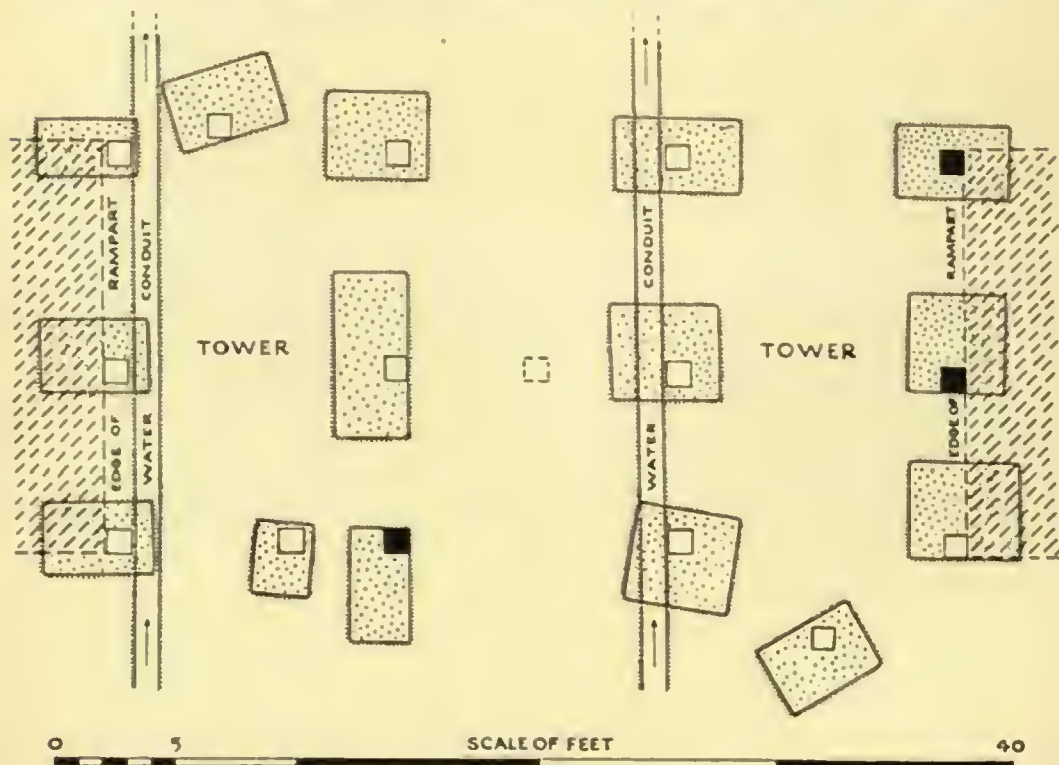 EDGE OF RAMPART
WATER CONDUIT
TOWER
WATER CONDUIT
TOWER
EDGE OF RAMPART
0 5 SCALE OF FEET 40